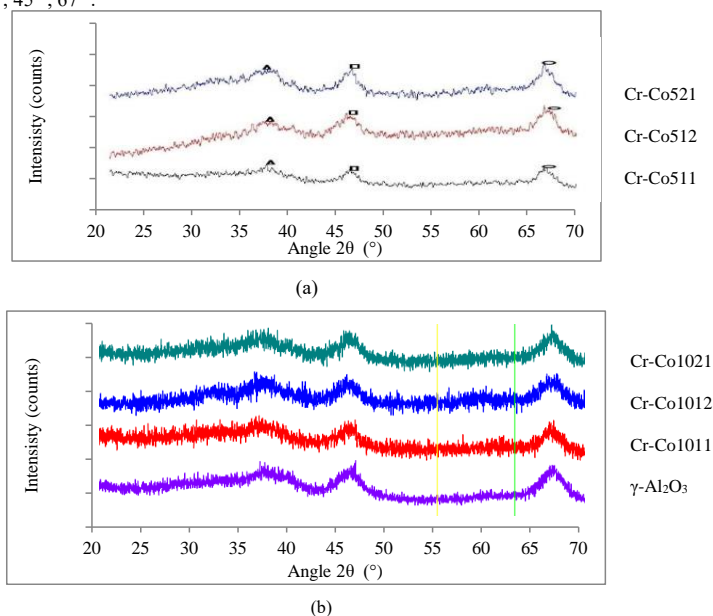 , 45 , 67 .
Intensisty (counts)
Cr-Co521
Cr-Co512
Cr-Co511
20 25 30 35 40 45 50 55 60 65 70
Angle 2θ (°)
(a)
Intensisty (counts)
Cr-Co1021
Cr-Co1012
Cr-Co1011
γ-Al₂O₃
20 25 30 35 40 45 50 55 60 65 70
Angle 2θ (°)
(b)